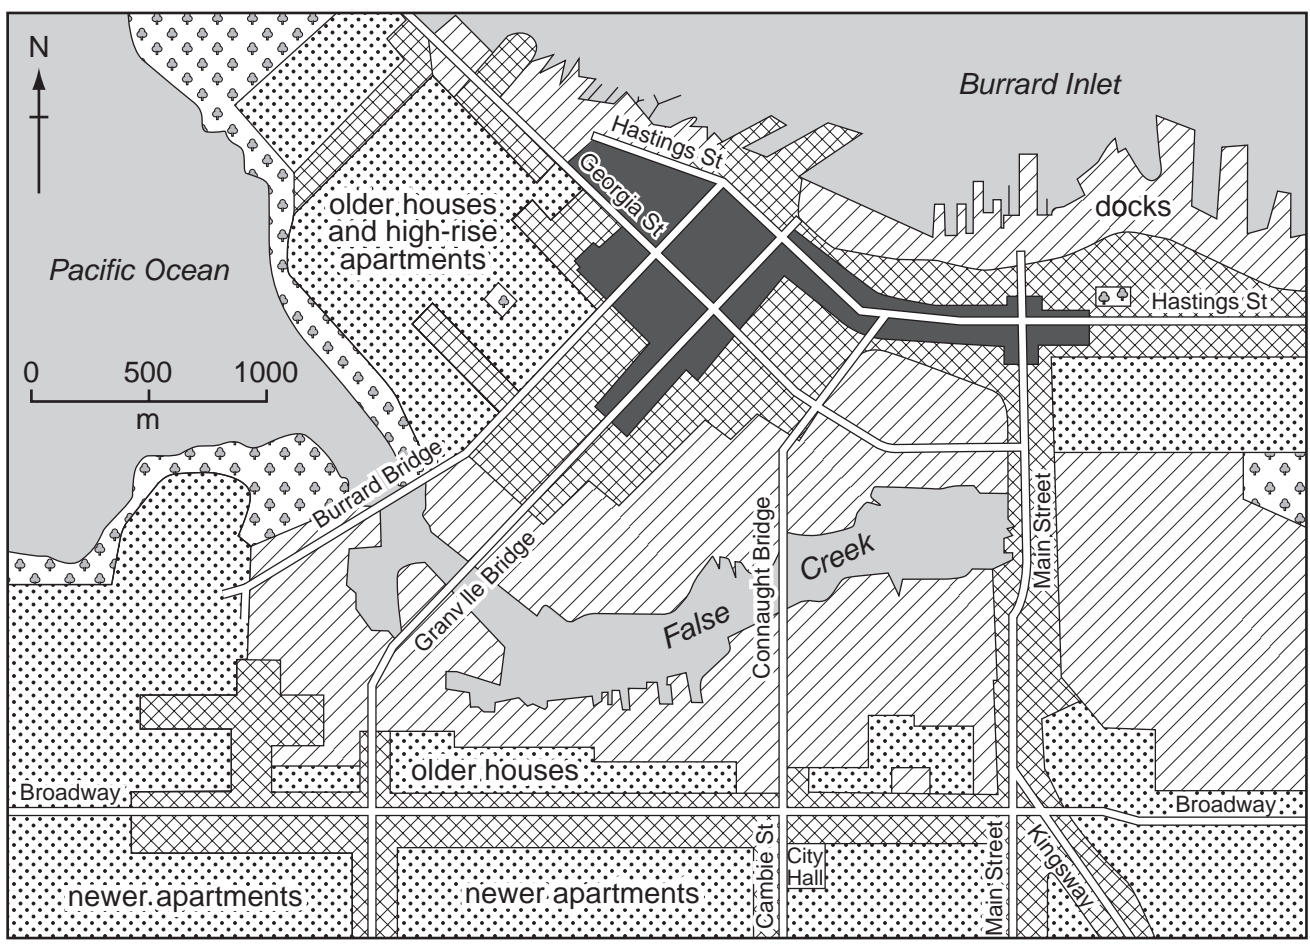 N
Burrard Inlet
Hastings St
Georgia St
older houses
and high-rise
apartments
docks
Pacific Ocean
Hastings St
0 500 1000
m
Burrard Bridge
Main Street
Connaught Bridge
Creek
Granv lle Bridge
False
older houses
Broadway
Broadway
City
Hall
Cambie St
Main Street
Kingsway
newer apartments
newer apartments